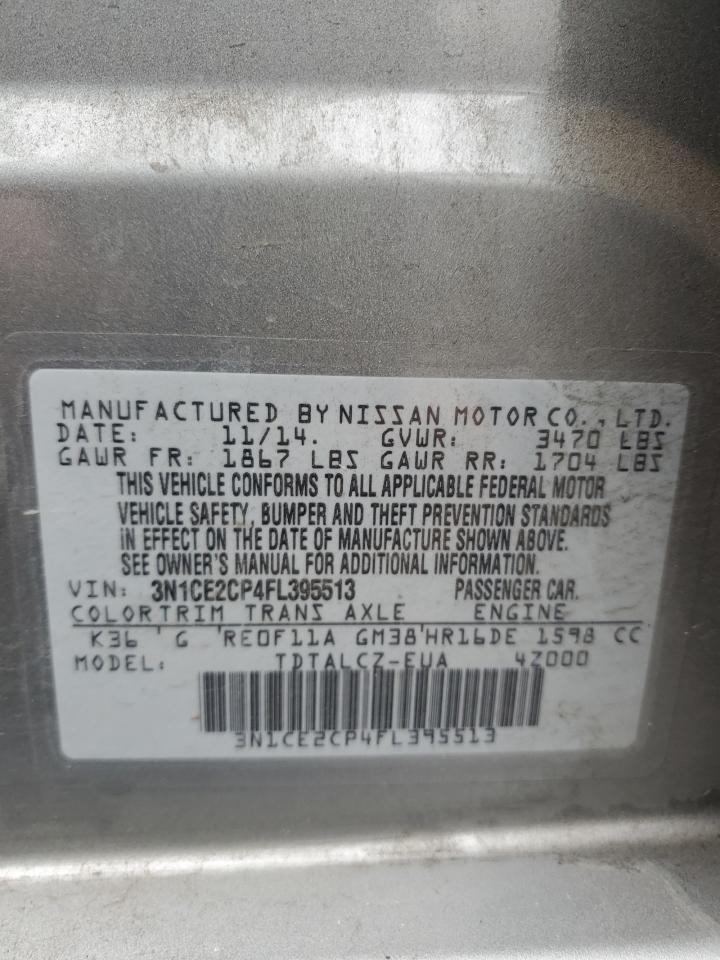 MANUFACTURED BY NISSAN MOTOR CO., LTD.
DATE: 11/14. GVWR: 3470 LBS
GAWR FR: 1867 LBS GAWR RR: 1704 LBS
THIS VEHICLE CONFORMS TO ALL APPLICABLE FEDERAL MOTOR
VEHICLE SAFETY, BUMPER AND THEFT PREVENTION STANDARDS
IN EFFECT ON THE DATE OF MANUFACTURE SHOWN ABOVE.
SEE OWNER'S MANUAL FOR ADDITIONAL INFORMATION.
VIN: 3N1CE2CP4FL395513 PASSENGER CAR.
COLOR TRIM TRANS AXLE ENGINE
K36 ' G 'RE0F11A GM38'HR16DE 1598 CC
MODEL: TDTALCZ-EUA 4Z000
3N1CE2CP4FL395513